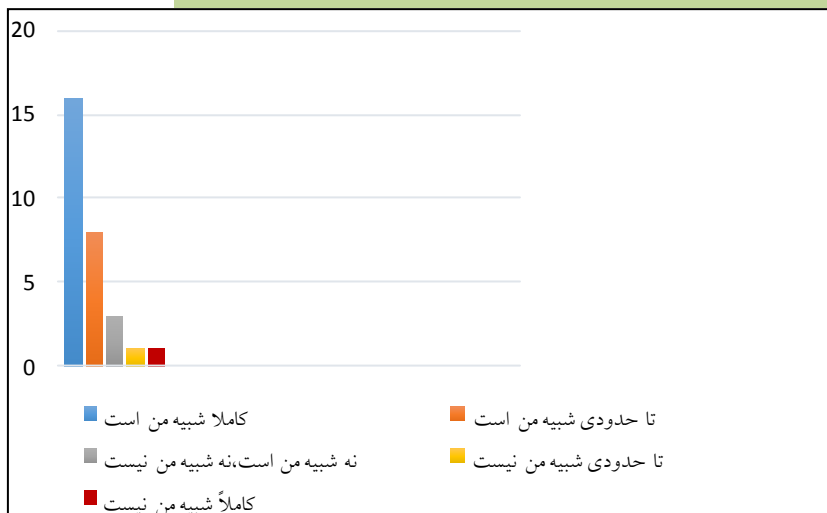 20
15
10
5
0
کاملا شبیه من است
تا حدودی شبیه من است
نه شبیه من است،نه شبیه من نیست
تا حدودی شبیه من نیست
کاملاً شبیه من نیست